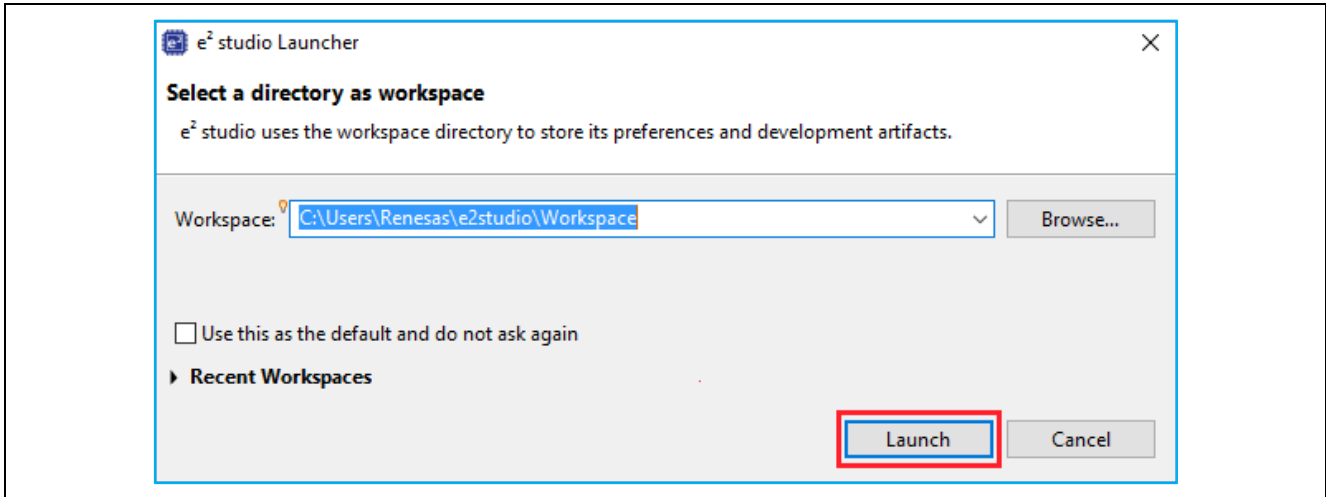 e² studio Launcher
Select a directory as workspace
e² studio uses the workspace directory to store its preferences and development artifacts.
Workspace: C:\Users\Renesas\e2studio\Workspace Browse...
Use this as the default and do not ask again
Recent Workspaces
Launch Cancel